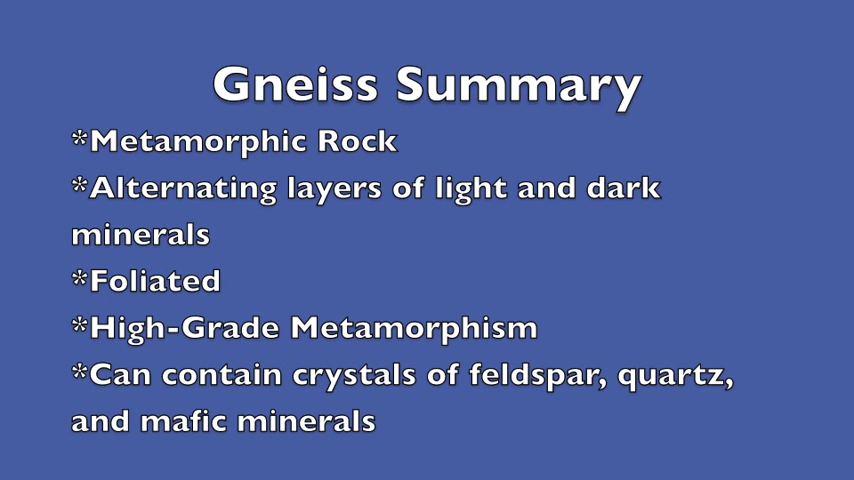 Gneiss Summary
*Metamorphic Rock
*Alternating layers of light and dark
minerals
*Foliated
*High-Grade Metamorphism
*Can contain crystals of feldspar, quartz,
and mafic minerals